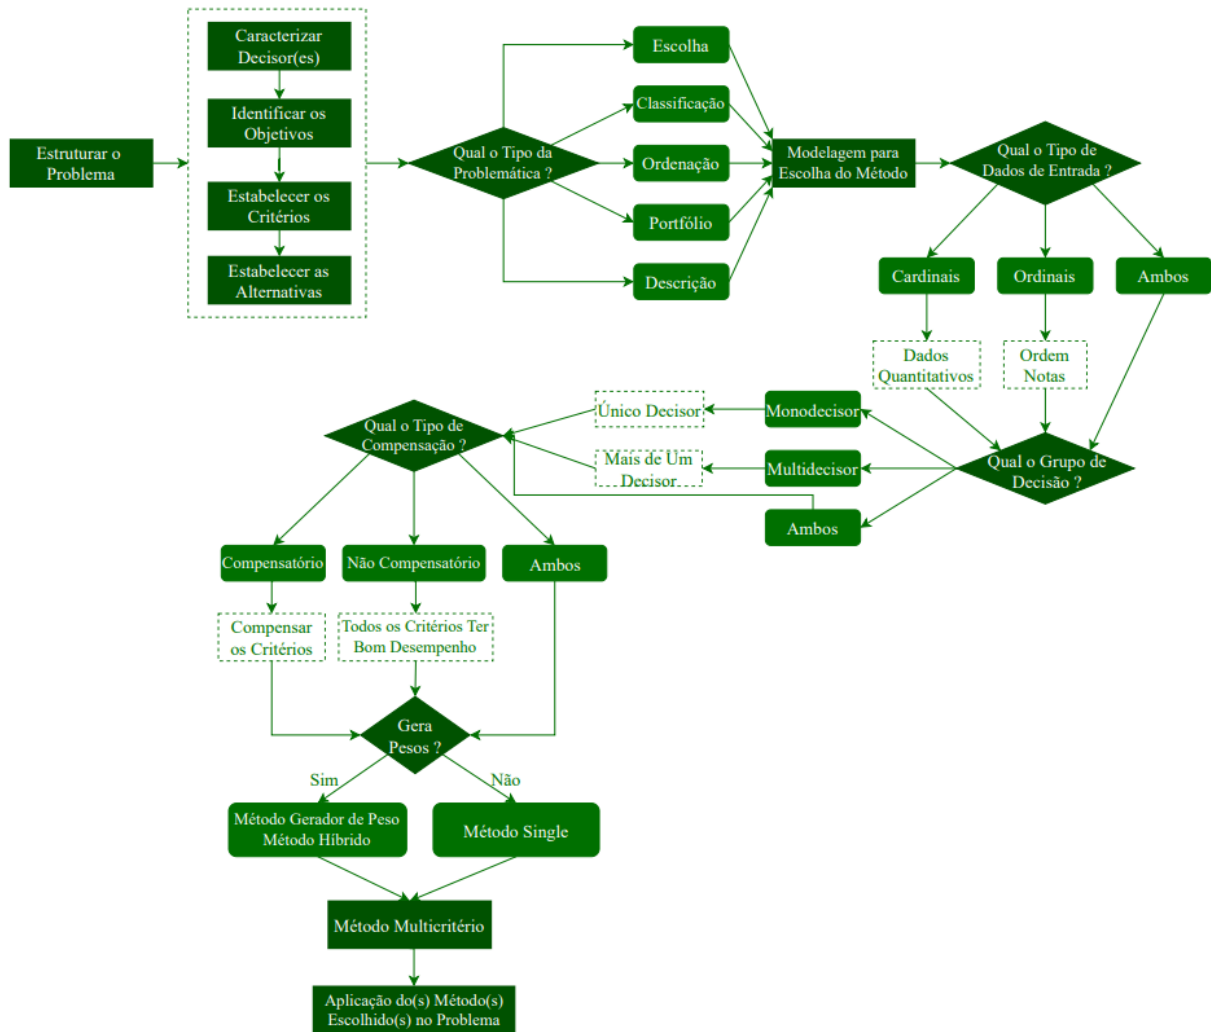 Estruturar o
Problema
Caracterizar
Decisor(es)
Identificar os
Objetivos
Estabelecer os
Critérios
Estabelecer as
Alternativas
Qual o Tipo da
Problemática ?
Escolha
Classificação
Ordenação
Portfólio
Descrição
Modelagem para
Escolha do Método
Qual o Tipo de
Dados de Entrada ?
Cardinais
Ordinais
Ambos
Dados
Quantitativos
Ordem
Notas
Qual o Grupo de
Decisão ?
Monodecisor
Multidecisor
Ambos
Único Decisor
Mais de Um
Decisor
Qual o Tipo de
Compensação ?
Compensatório
Não Compensatório
Ambos
Compensar
os Critérios
Todos os Critérios Ter
Bom Desempenho
Gera
Pesos ?
Sim
Não
Método Gerador de Peso
Método Híbrido
Método Single
Método Multicritério
Aplicação do(s) Método(s)
Escolhido(s) no Problema